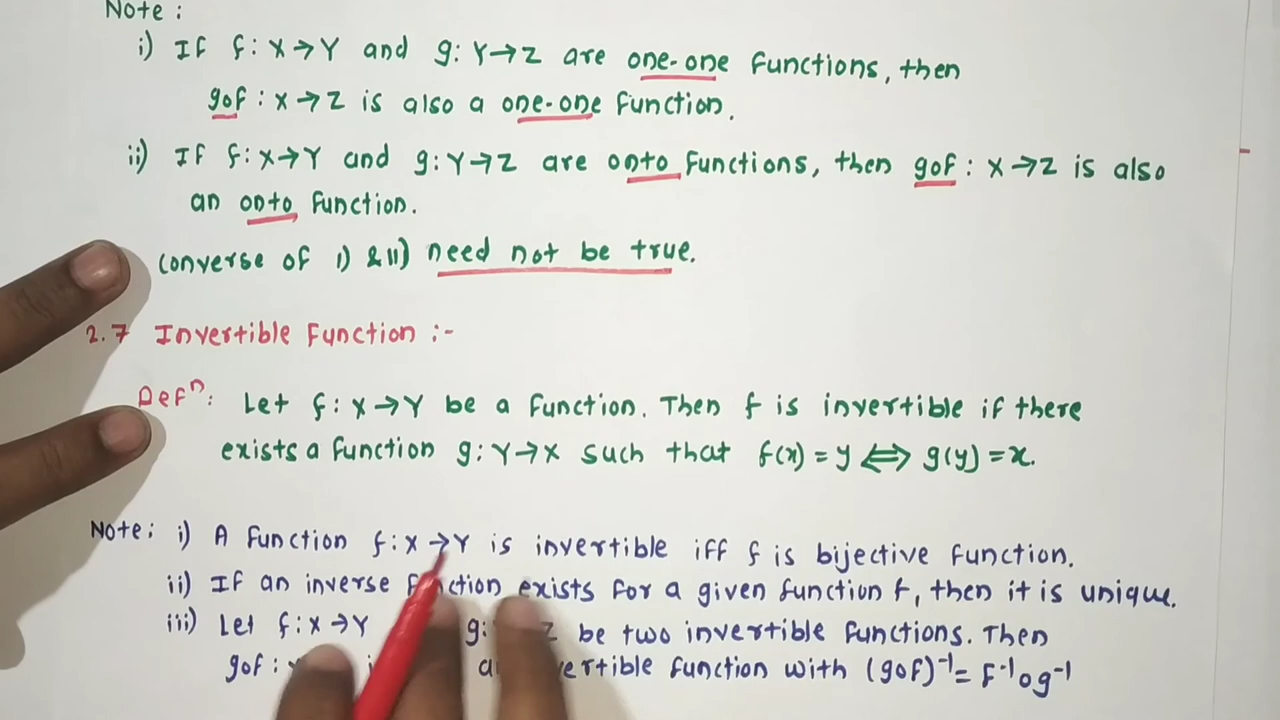 Note :
i) If f : X→Y and g : Y→Z are one-one functions, then
gof : X→Z is also a one-one function.
ii) If f : X→Y and g : Y→Z are onto functions, then gof : X→Z is also
an onto function.
Converse of i) & ii) need not be true.
2.7 Invertible Function :-
Defⁿ: Let f : X→Y be a function. Then f is invertible if there
exists a function g : Y→X such that f(x) = y ⟺ g(y) = x.
Note: i) A function f : X→Y is invertible iff f is bijective function.
ii) If an inverse function exists for a given function f, then it is unique.
iii) Let f : X→Y g: Z be two invertible functions. Then
gof : function with (gof)⁻¹ = f⁻¹og⁻¹